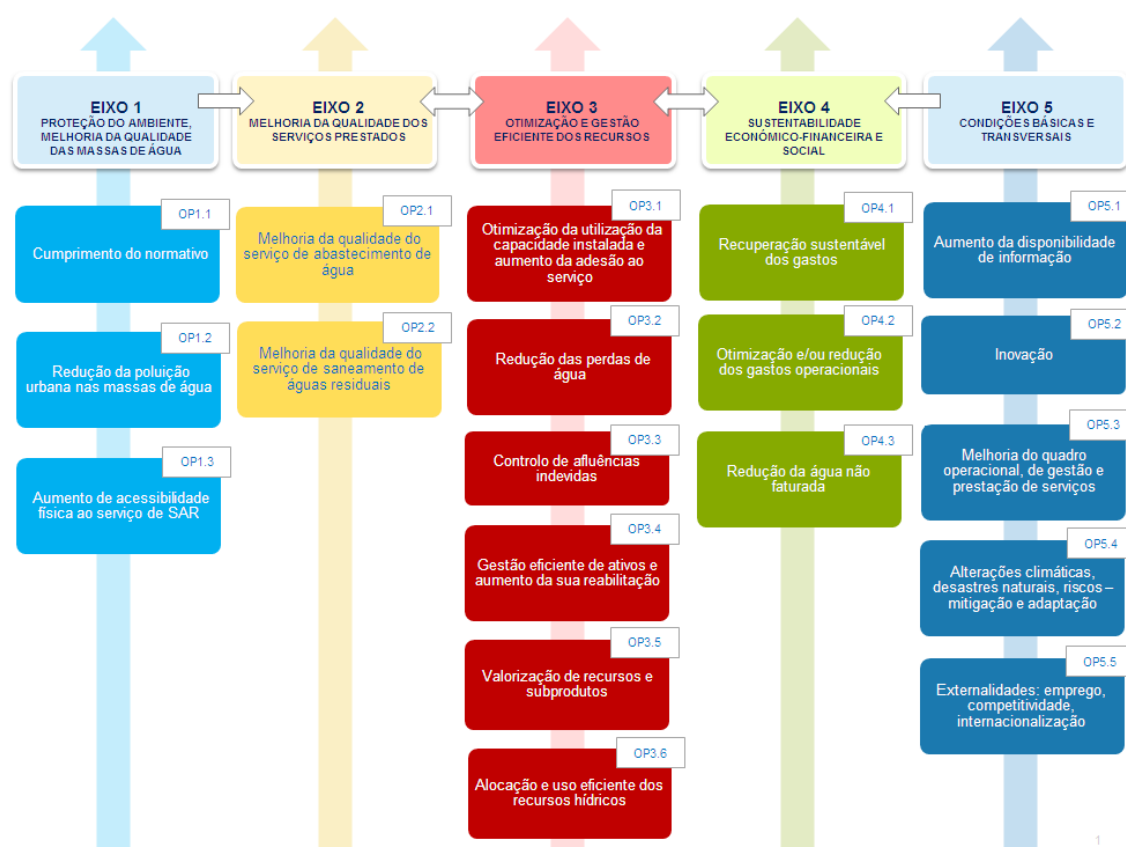 EIXO 1
PROTEÇÃO DO AMBIENTE,
MELHORIA DA QUALIDADE
DAS MASSAS DE ÁGUA
EIXO 2
MELHORIA DA QUALIDADE DOS
SERVIÇOS PRESTADOS
EIXO 3
OTIMIZAÇÃO E GESTÃO
EFICIENTE DOS RECURSOS
EIXO 4
SUSTENTABILIDADE
ECONÓMICO-FINANCEIRA E
SOCIAL
EIXO 5
CONDIÇÕES BÁSICAS E
TRANSVERSAIS
OP1.1
Cumprimento do normativo
OP1.2
Redução da poluição
urbana nas massas de água
OP1.3
Aumento de acessibilidade
física ao serviço de SAR
OP2.1
Melhoria da qualidade do
serviço de abastecimento de
água
OP2.2
Melhoria da qualidade do
serviço de saneamento de
águas residuais
OP3.1
Otimização da utilização da
capacidade instalada e
aumento da adesão ao
serviço
OP3.2
Redução das perdas de
água
OP3.3
Controlo de afluências
indevidas
OP3.4
Gestão eficiente de ativos e
aumento da sua reabilitação
OP3.5
Valorização de recursos e
subprodutos
OP3.6
Alocação e uso eficiente dos
recursos hídricos
OP4.1
Recuperação sustentável
dos gastos
OP4.2
Otimização e/ou redução
dos gastos operacionais
OP4.3
Redução da água não
faturada
OP5.1
Aumento da disponibilidade
de informação
OP5.2
Inovação
OP5.3
Melhoria do quadro
operacional, de gestão e
prestação de serviços
OP5.4
Alterações climáticas,
desastres naturais, riscos –
mitigação e adaptação
OP5.5
Externalidades: emprego,
competitividade,
internacionalização
1